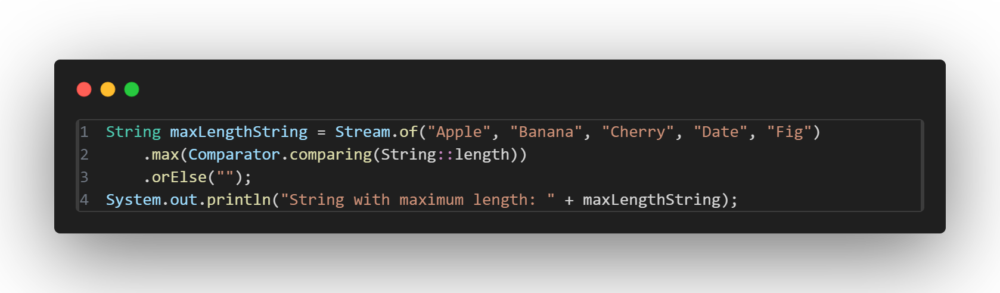 1 String maxLengthString = Stream.of("Apple", "Banana", "Cherry", "Date", "Fig")
2     .max(Comparator.comparing(String::length))
3     .orElse("");
4 System.out.println("String with maximum length: " + maxLengthString);